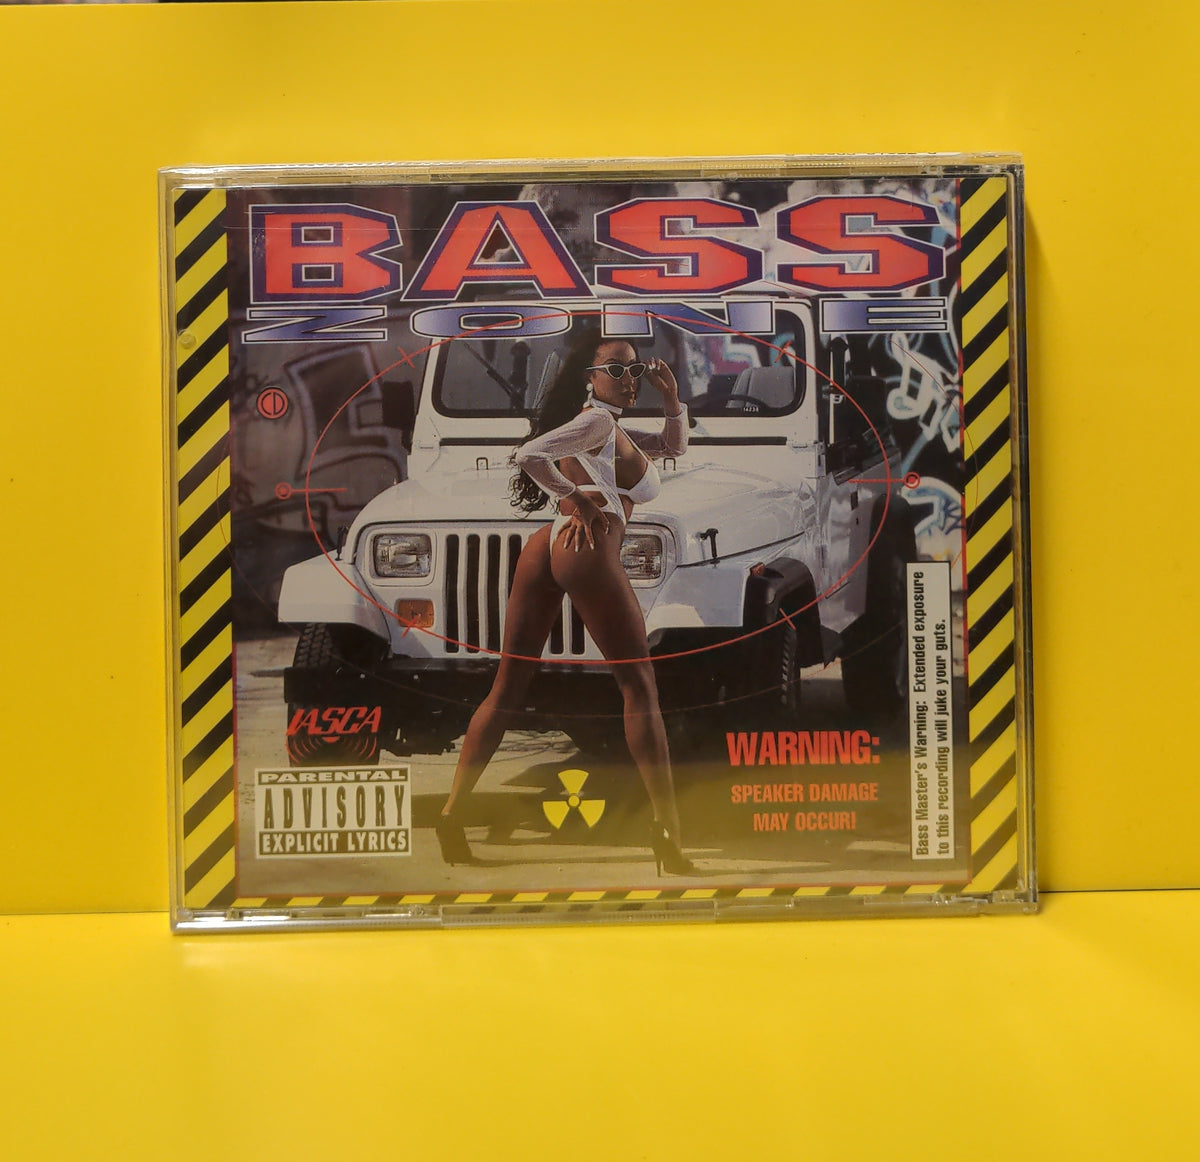 BASS
ZONE
CD
IASCA
PARENTAL
ADVISORY
EXPLICIT LYRICS
WARNING:
SPEAKER DAMAGE
MAY OCCUR!
Bass Master's Warning: Extended exposure
to this recording will juke your guts.